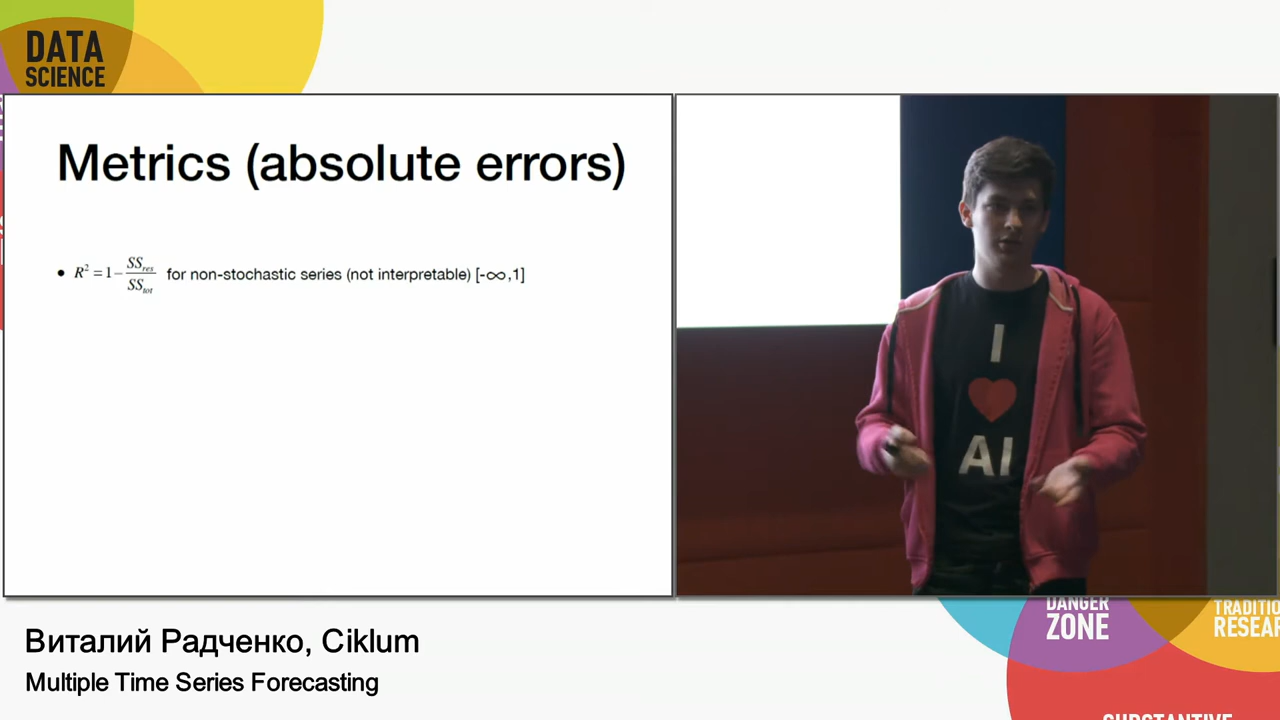 DATA
SCIENCE
Metrics (absolute errors)
• R² = 1 − SSres / SStot for non-stochastic series (not interpretable) [-∞,1]
I
❤
AI
Виталий Радченко, Ciklum
Multiple Time Series Forecasting
DANGER
ZONE